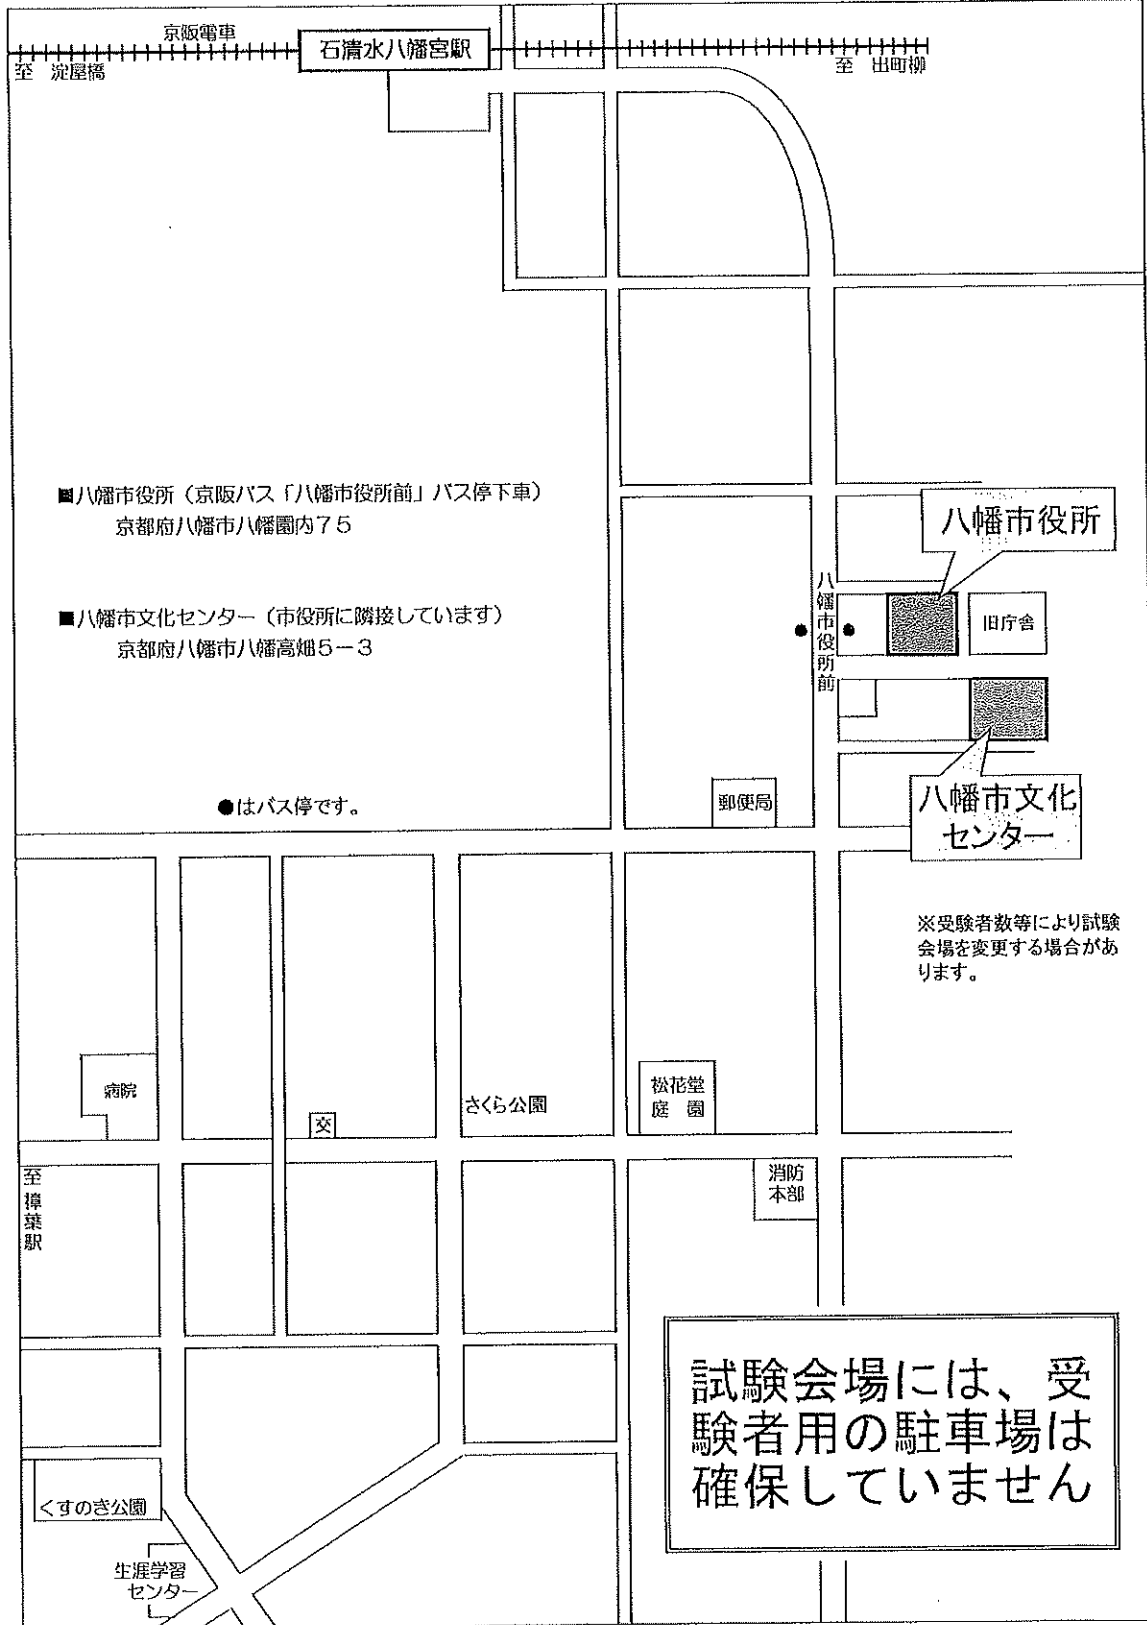 京阪電車
石清水八幡宮駅
至 淀屋橋
至 出町柳
■八幡市役所（京阪バス「八幡市役所前」バス停下車）
京都府八幡市八幡園内７５
八幡市役所
■八幡市文化センター（市役所に隣接しています）
京都府八幡市八幡高畑５－３
八幡市役所前
旧庁舎
●はバス停です。
郵便局
八幡市文化
センター
※受験者数等により試験
会場を変更する場合があ
ります。
病院
交
さくら公園
松花堂
庭 園
至 樟葉駅
消防
本部
試験会場には、受
験者用の駐車場は
確保していません
くすのき公園
生涯学習
センター